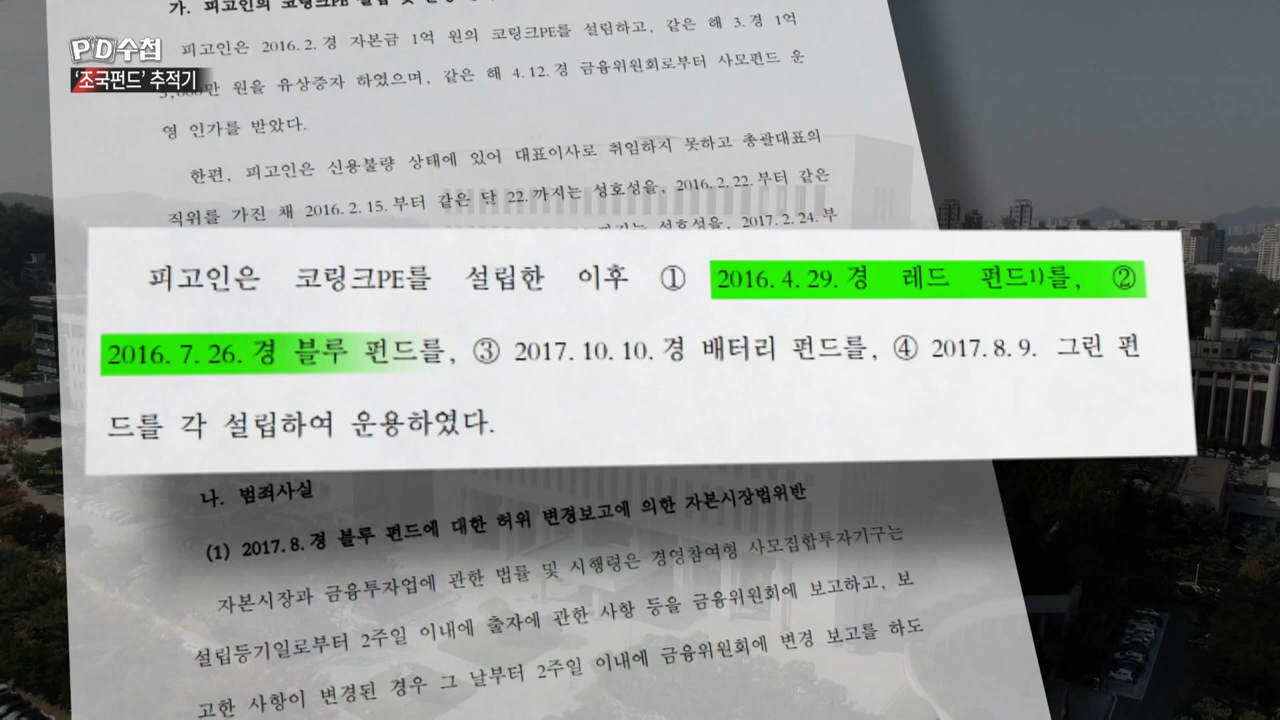 PD수첩
'조국펀드' 추적기
가. 피고인의 코링크PE 설립 및
피고인은 2016.2.경 자본금 1억 원의 코링크PE를 설립하고, 같은 해 3.경 1억
만 원을 유상증자 하였으며, 같은 해 4.12.경 금융위원회로부터 사모펀드 운
영 인가를 받았다.
한편, 피고인은 신용불량 상태에 있어 대표이사로 취임하지 못하고 총괄대표의
직위를 가진 채 2016.2.15.부터 같은 달 22.까지는 성호성을, 2016.2.22.부터 같은
성호성을, 2017.2.24.부
피고인은 코링크PE를 설립한 이후 ① 2016.4.29.경 레드 펀드1)를, ②
2016.7.26.경 블루 펀드를, ③ 2017.10.10.경 배터리 펀드를, ④ 2017.8.9. 그린 펀
드를 각 설립하여 운용하였다.
나. 범죄사실
(1) 2017.8.경 블루 펀드에 대한 허위 변경보고에 의한 자본시장법위반
자본시장과 금융투자업에 관한 법률 및 시행령은 경영참여형 사모집합투자기구는
설립등기일로부터 2주일 이내에 출자에 관한 사항 등을 금융위원회에 보고하고, 보
고한 사항이 변경된 경우 그 날부터 2주일 이내에 금융위원회에 변경 보고를 하도